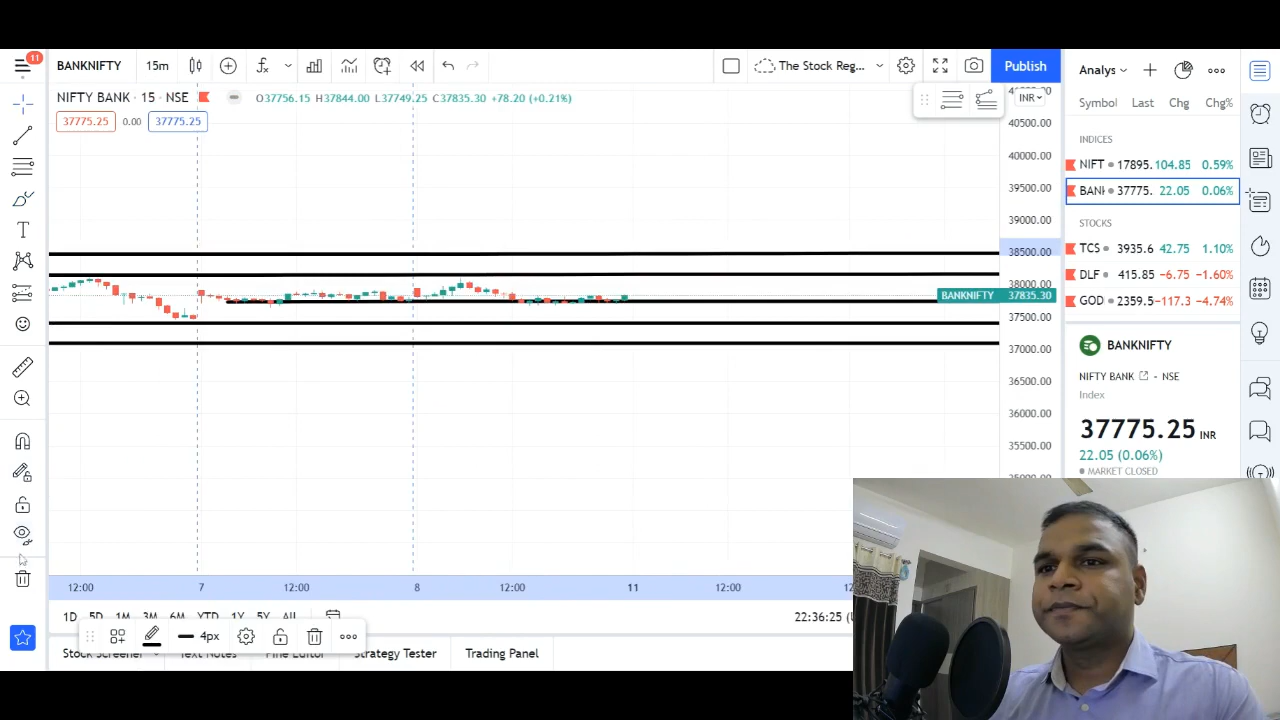 11
BANKNIFTY 15m The Stock Reg... Publish Analys
NIFTY BANK · 15 · NSE O37756.15 H37844.00 L37749.25 C37835.30 +78.20 (+0.21%) INR
37775.25 0.00 37775.25
Symbol Last Chg Chg%
40500.00
40000.00
39500.00
39000.00
38500.00
38000.00
BANKNIFTY 37835.30
37500.00
37000.00
36500.00
36000.00
35500.00
INDICES
NIFT 17895. 104.85 0.59%
BANK 37775. 22.05 0.06%
STOCKS
TCS 3935.6 42.75 1.10%
DLF 415.85 -6.75 -1.60%
GOD 2359.5 -117.3 -4.74%
BANKNIFTY
NIFTY BANK - NSE
Index
37775.25 INR
22.05 (0.06%)
MARKET CLOSED
12:00 7 12:00 8 12:00 11 12:00
1D 5D 1M 3M 6M YTD 1Y 5Y All 22:36:25
4px
Stock Screener Text Notes Pine Editor Strategy Tester Trading Panel